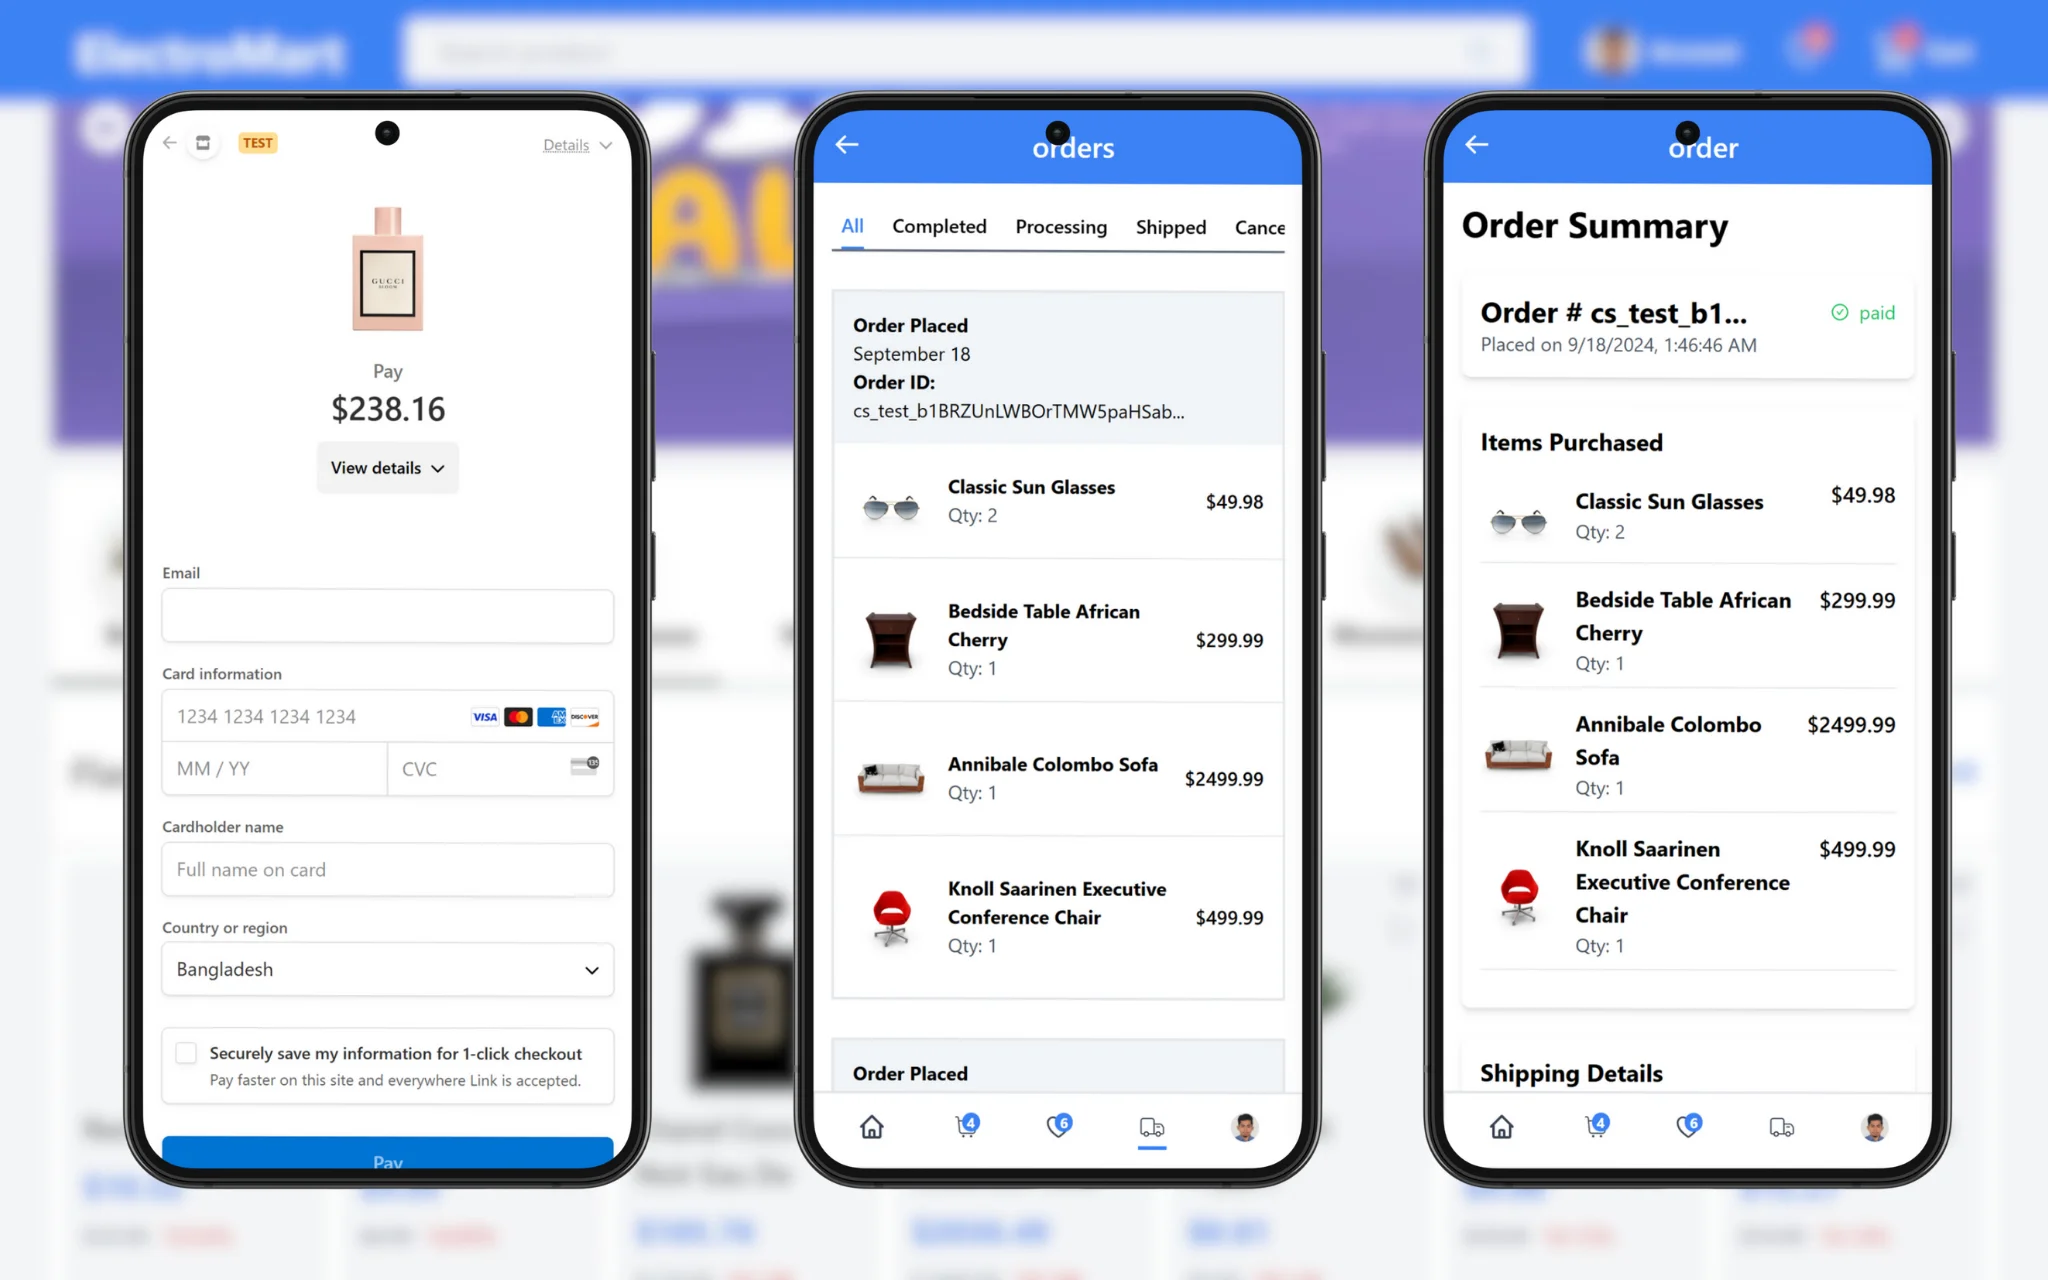 ElectroMart
TEST
Details
GUCCI
BLOOM
Pay
$238.16
View details
Email
Card information
1234 1234 1234 1234
VISA
AM
EX
DISCOVER
MM / YY
CVC
135
Cardholder name
Full name on card
Country or region
Bangladesh
Securely save my information for 1-click checkout
Pay faster on this site and everywhere Link is accepted.
Pay
orders
All
Completed
Processing
Shipped
Cance
Order Placed
September 18
Order ID:
cs_test_b1BRZUnLWBOrTMW5paHSab...
Classic Sun Glasses
Qty: 2
$49.98
Bedside Table African
Cherry
Qty: 1
$299.99
Annibale Colombo Sofa
Qty: 1
$2499.99
Knoll Saarinen Executive
Conference Chair
Qty: 1
$499.99
Order Placed
4
6
order
Order Summary
Order # cs_test_b1...
paid
Placed on 9/18/2024, 1:46:46 AM
Items Purchased
Classic Sun Glasses
Qty: 2
$49.98
Bedside Table African
Cherry
Qty: 1
$299.99
Annibale Colombo
Sofa
Qty: 1
$2499.99
Knoll Saarinen
Executive Conference
Chair
Qty: 1
$499.99
Shipping Details
4
6